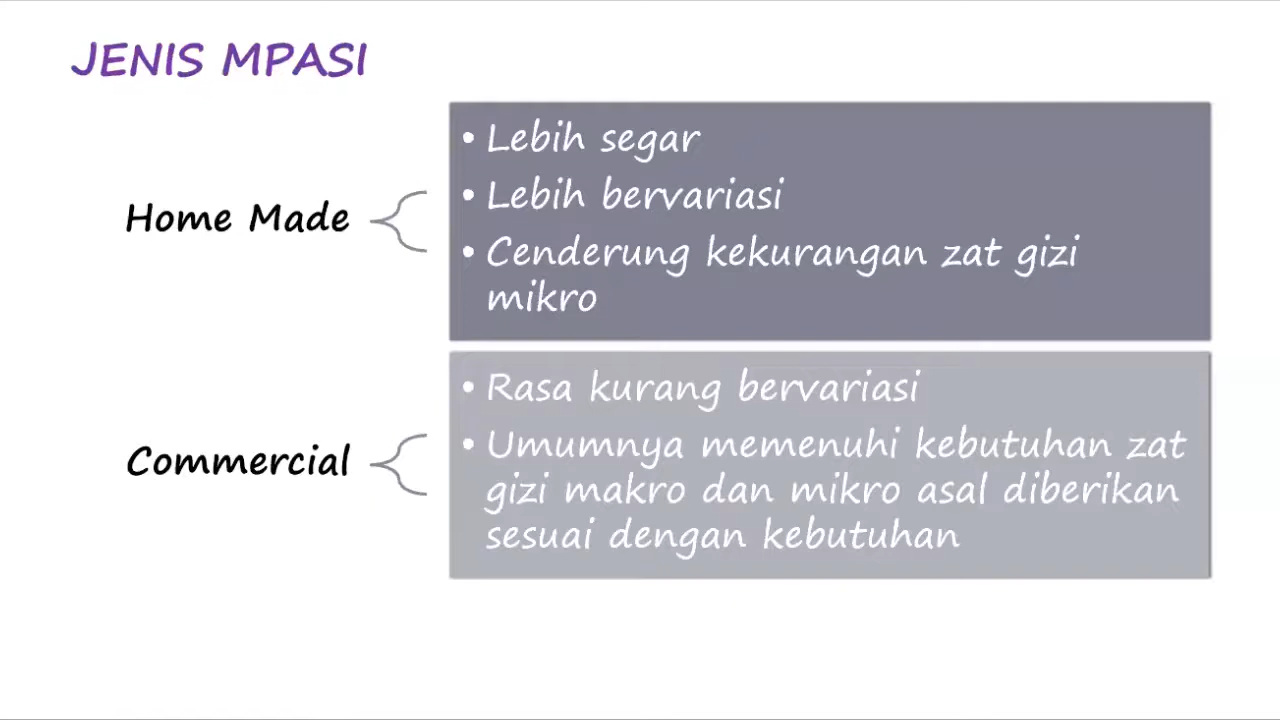 JENIS MPASI
Home Made
• Lebih segar
• Lebih bervariasi
• Cenderung kekurangan zat gizi
mikro
Commercial
• Rasa kurang bervariasi
• Umumnya memenuhi kebutuhan zat
gizi makro dan mikro asal diberikan
sesuai dengan kebutuhan